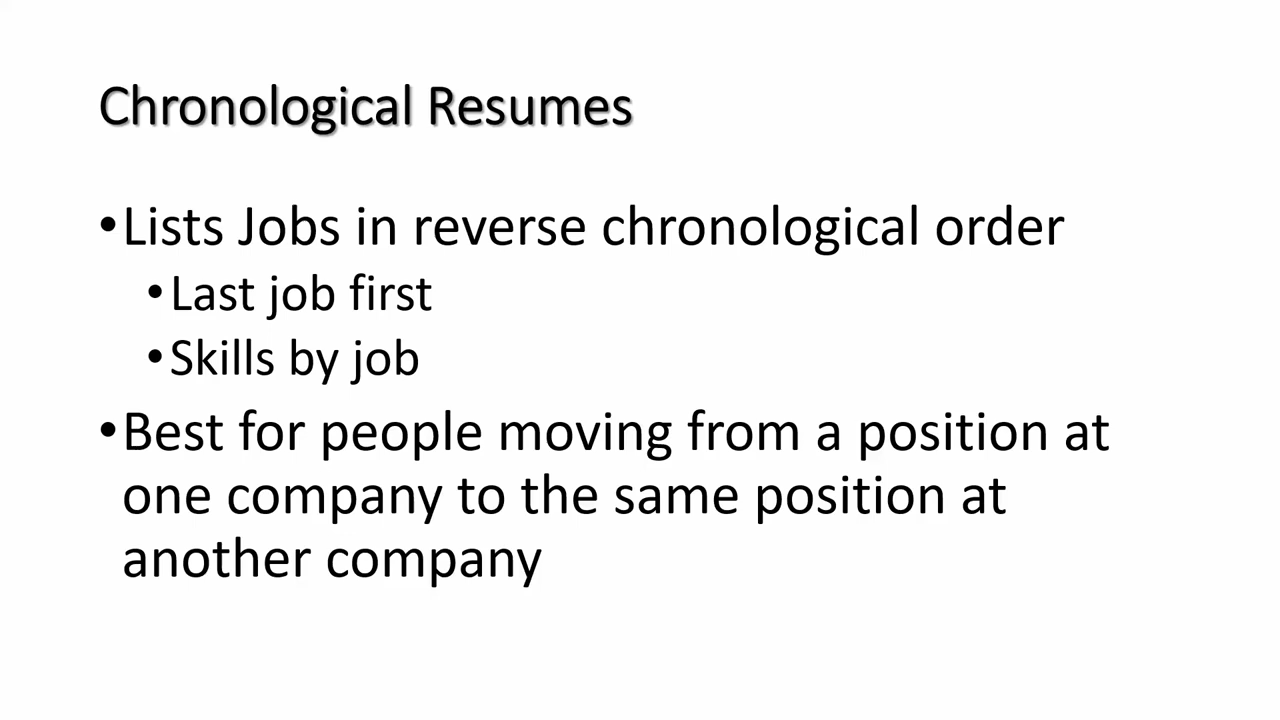 Chronological Resumes
•Lists Jobs in reverse chronological order
•Last job first
•Skills by job
•Best for people moving from a position at
one company to the same position at
another company